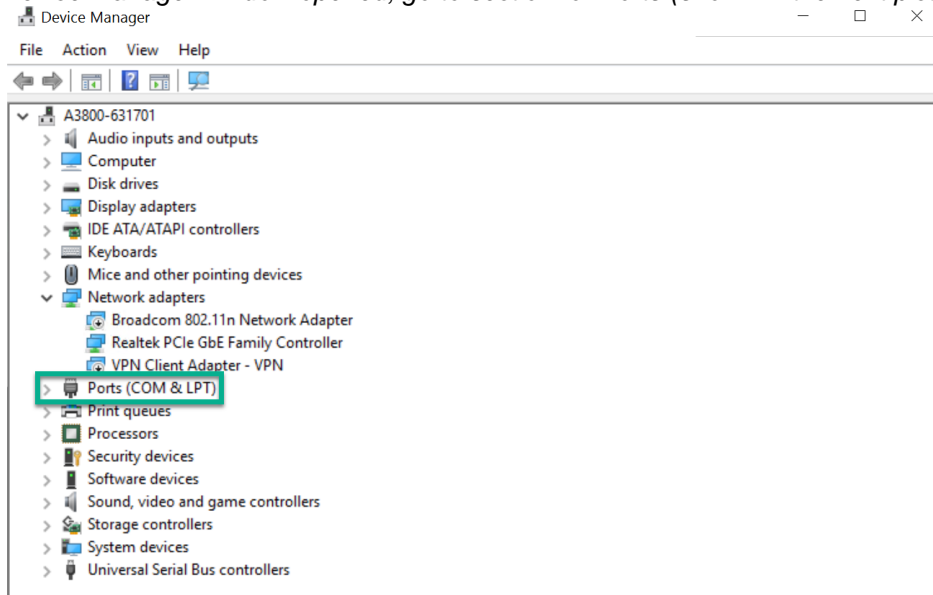 Device Manager
File Action View Help
A3800-631701
Audio inputs and outputs
Computer
Disk drives
Display adapters
IDE ATA/ATAPI controllers
Keyboards
Mice and other pointing devices
Network adapters
Broadcom 802.11n Network Adapter
Realtek PCIe GbE Family Controller
VPN Client Adapter - VPN
Ports (COM & LPT)
Print queues
Processors
Security devices
Software devices
Sound, video and game controllers
Storage controllers
System devices
Universal Serial Bus controllers